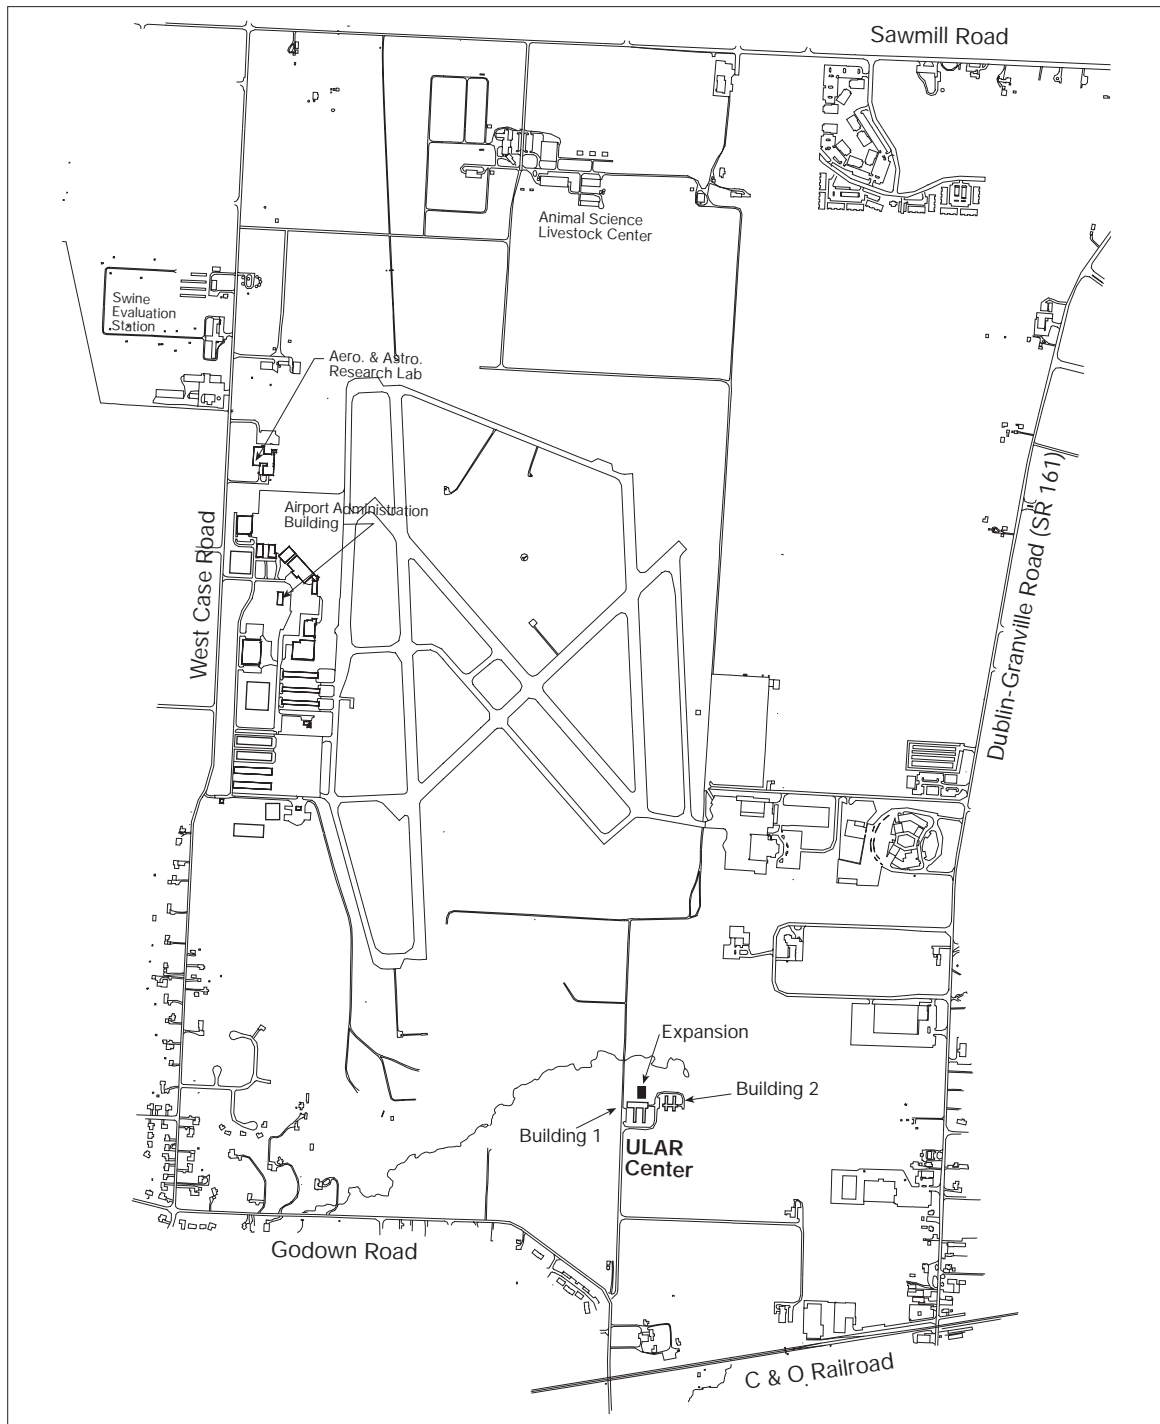 Sawmill Road
Animal Science
Livestock Center
Swine
Evaluation
Station
Aero. & Astro.
Research Lab
Airport Administration
Building
West Case Road
Dublin-Granville Road (SR 161)
Expansion
Building 2
Building 1
ULAR
Center
Godown Road
C & O Railroad